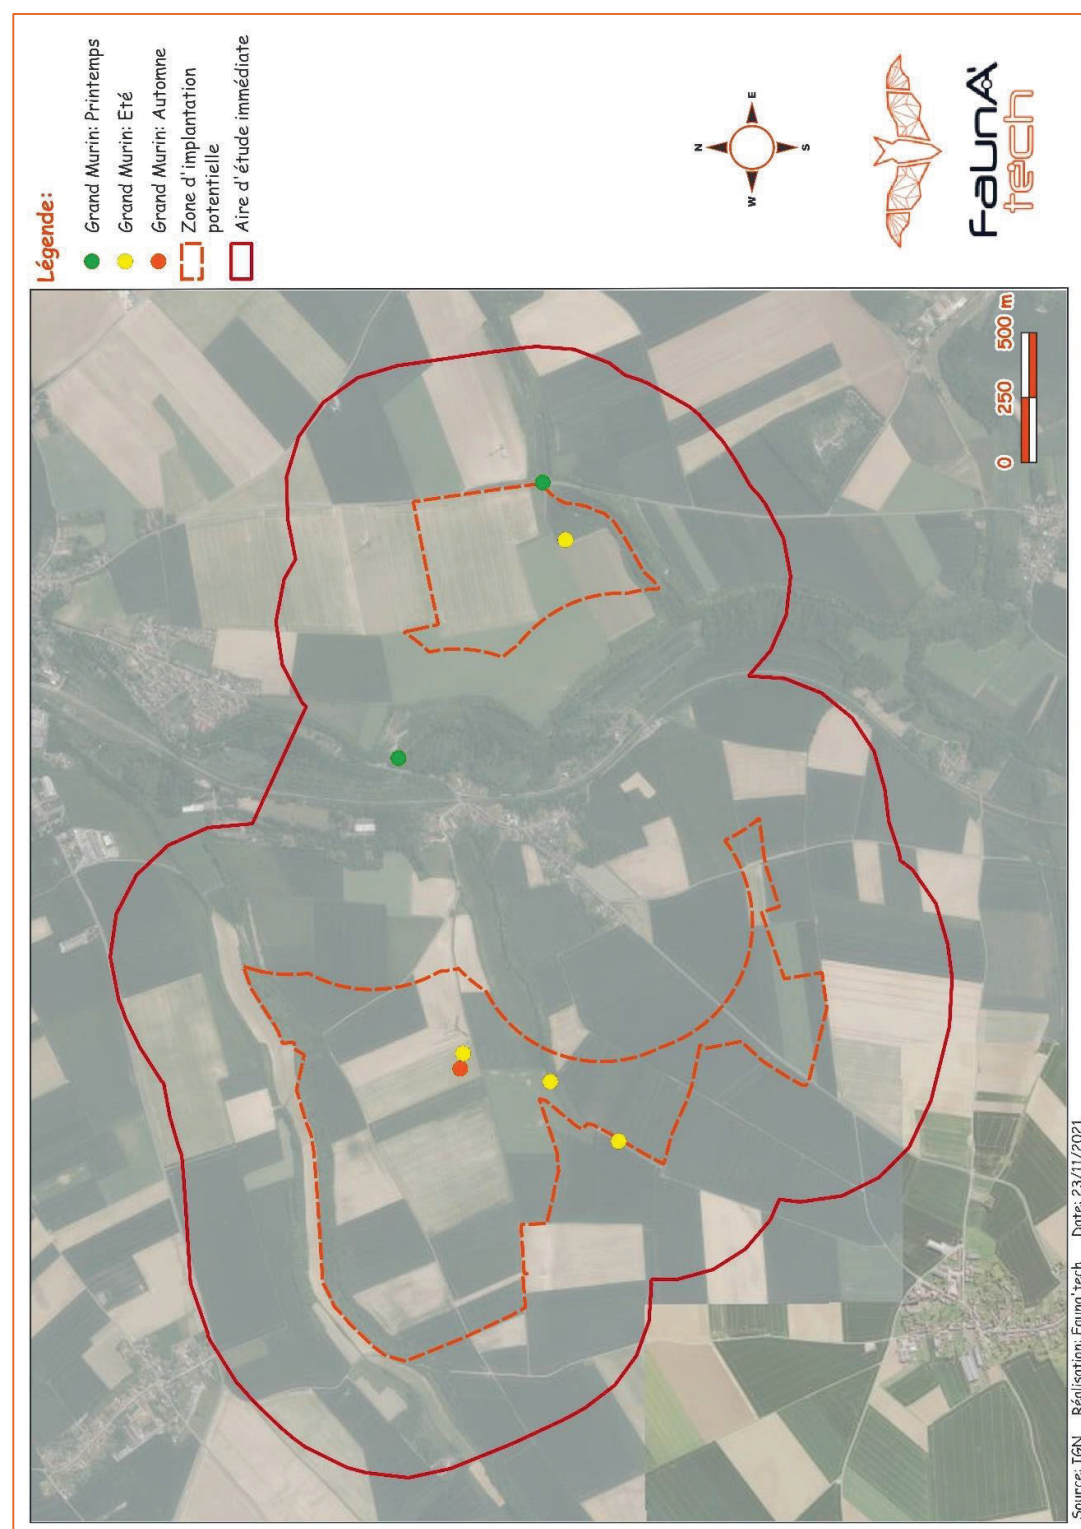 Légende:
Grand Murin: Printemps
Grand Murin: Eté
Grand Murin: Automne
Zone d'implantation
potentielle
Aire d'étude immédiate
N
W
E
S
faunA'
tech
0 250 500 m
Source: IGN Réalisation: Fauna'tech Date: 23/11/2021